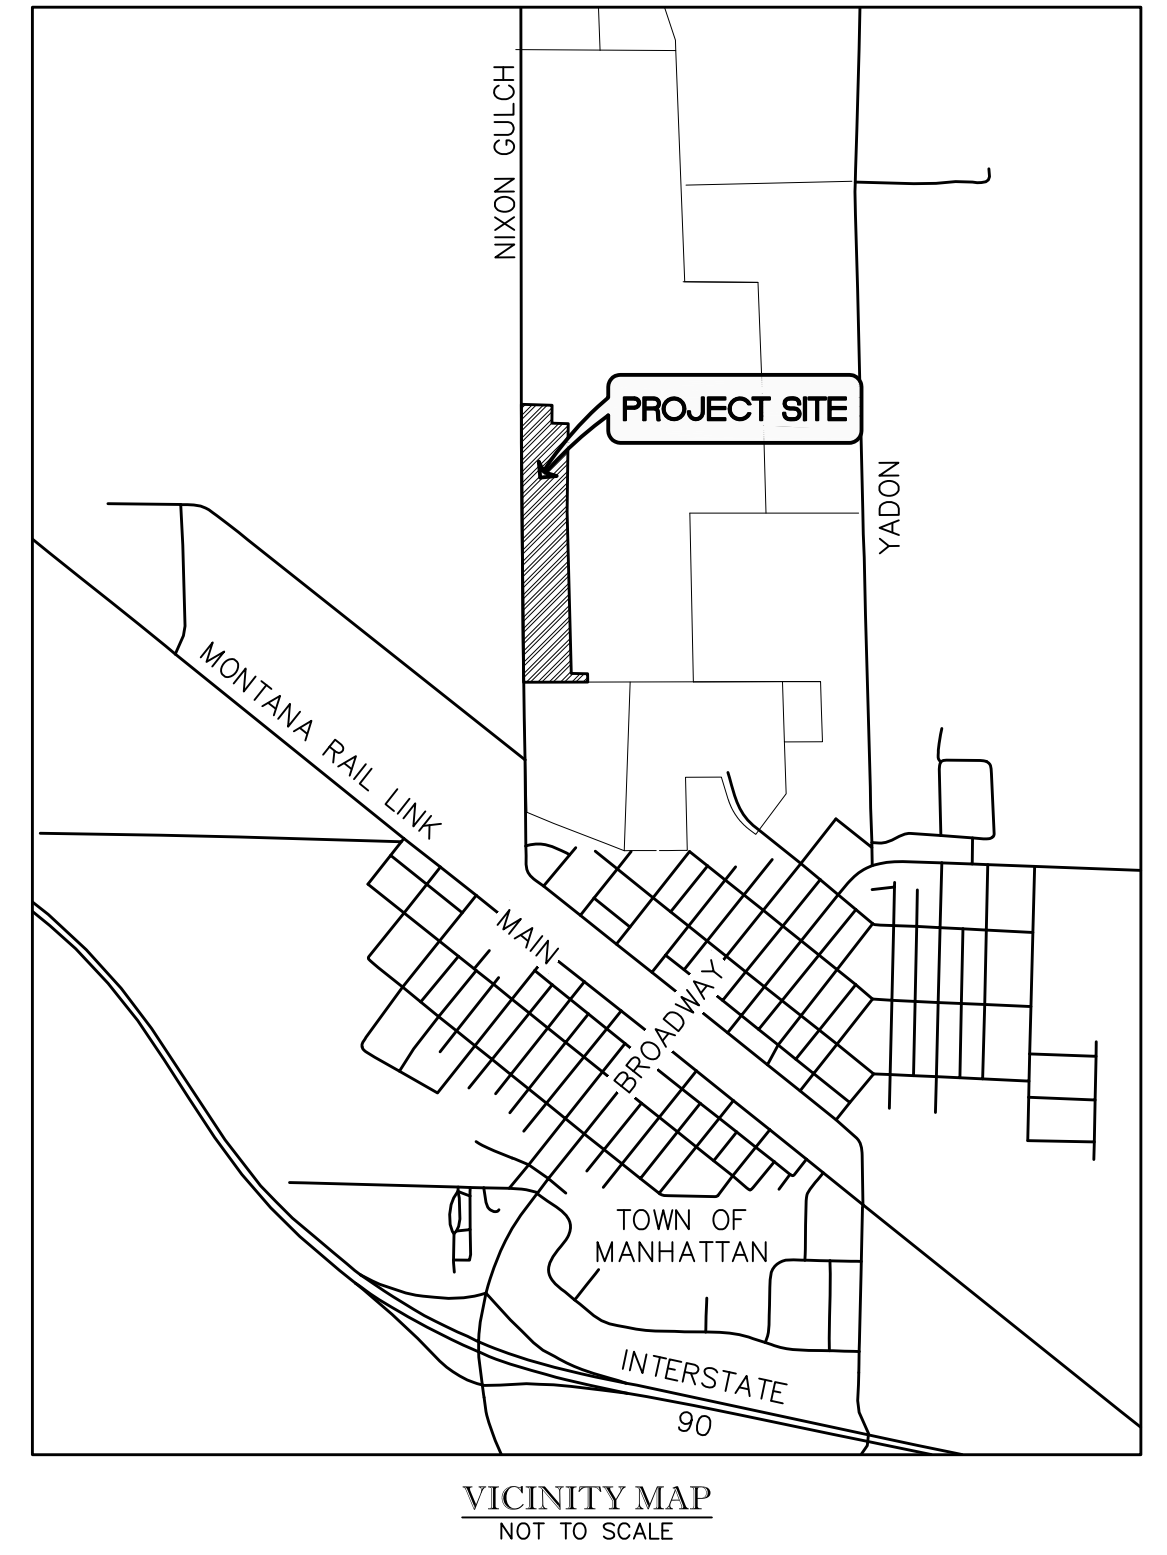 NIXON GULCH
PROJECT SITE
YADON
MONTANA RAIL LINK
MAIN
BROADWAY
TOWN OF
MANHATTAN
INTERSTATE
90
VICINITY MAP
NOT TO SCALE